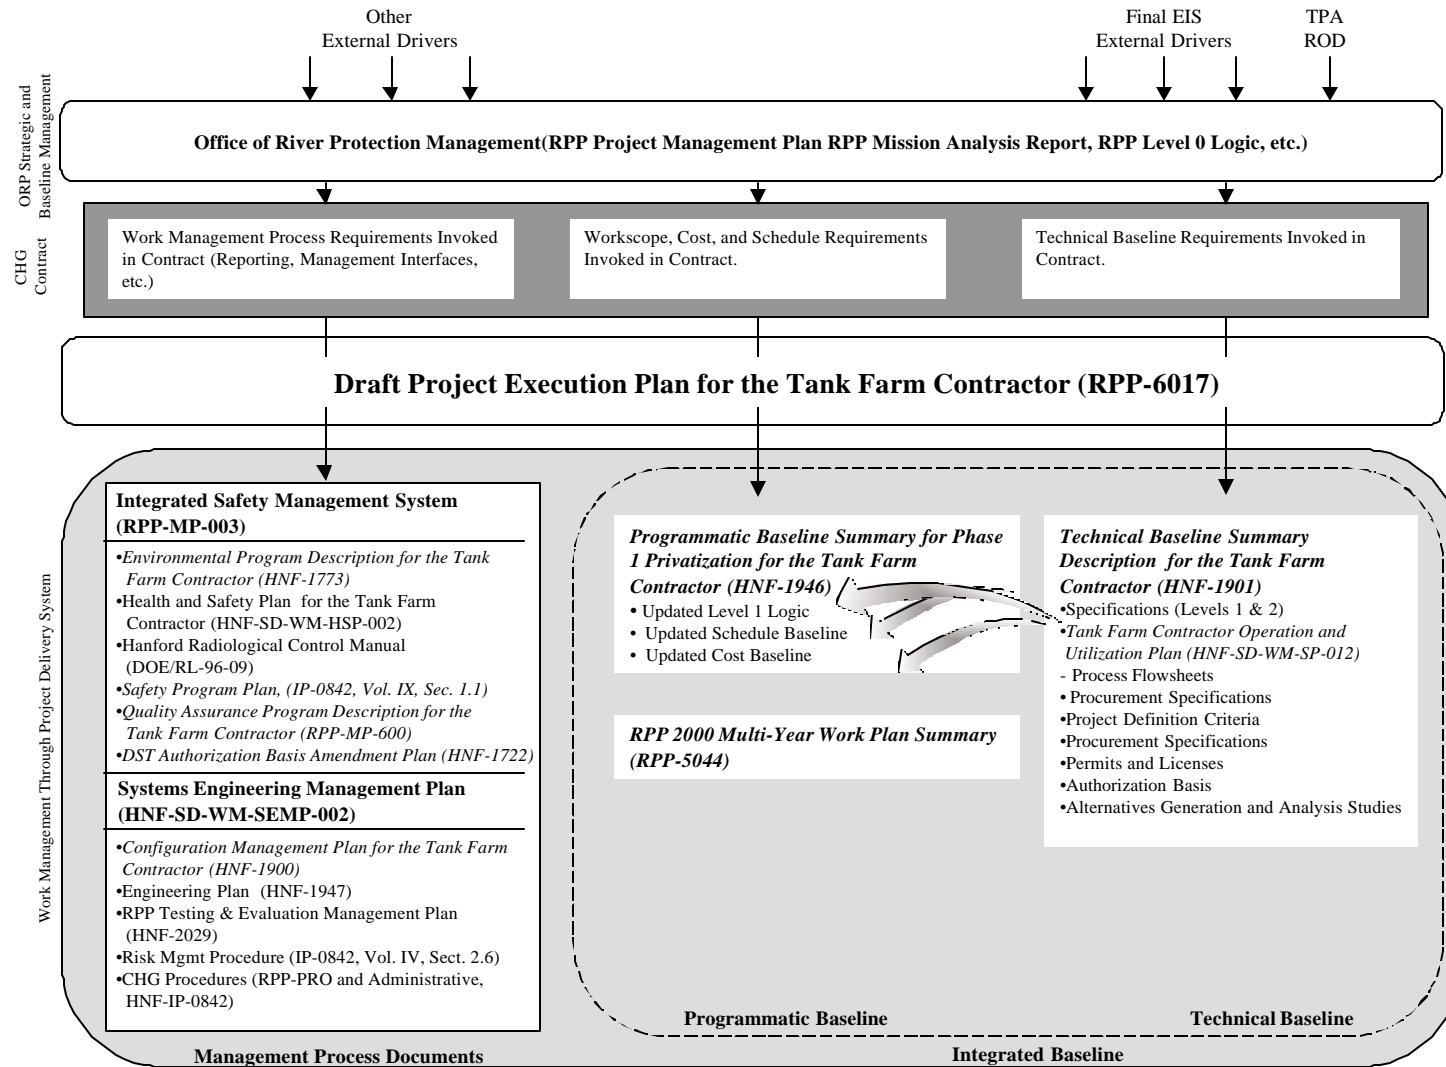 Other
External Drivers
Final EIS
External Drivers
TPA
ROD
ORP Strategic and
Baseline Management
Office of River Protection Management(RPP Project Management Plan RPP Mission Analysis Report, RPP Level 0 Logic, etc.)
CHG
Contract
Work Management Process Requirements Invoked
in Contract (Reporting, Management Interfaces,
etc.)
Workscope, Cost, and Schedule Requirements
Invoked in Contract.
Technical Baseline Requirements Invoked in
Contract.
Draft Project Execution Plan for the Tank Farm Contractor (RPP-6017)
Work Management Through Project Delivery System
Integrated Safety Management System
(RPP-MP-003)
•Environmental Program Description for the Tank
Farm Contractor (HNF-1773)
•Health and Safety Plan for the Tank Farm
Contractor (HNF-SD-WM-HSP-002)
•Hanford Radiological Control Manual
(DOE/RL-96-09)
•Safety Program Plan, (IP-0842, Vol. IX, Sec. 1.1)
•Quality Assurance Program Description for the
Tank Farm Contractor (RPP-MP-600)
•DST Authorization Basis Amendment Plan (HNF-1722)
Systems Engineering Management Plan
(HNF-SD-WM-SEMP-002)
•Configuration Management Plan for the Tank Farm
Contractor (HNF-1900)
•Engineering Plan (HNF-1947)
•RPP Testing & Evaluation Management Plan
(HNF-2029)
•Risk Mgmt Procedure (IP-0842, Vol. IV, Sect. 2.6)
•CHG Procedures (RPP-PRO and Administrative,
HNF-IP-0842)
Management Process Documents
Programmatic Baseline Summary for Phase
1 Privatization for the Tank Farm
Contractor (HNF-1946)
• Updated Level 1 Logic
• Updated Schedule Baseline
• Updated Cost Baseline
RPP 2000 Multi-Year Work Plan Summary
(RPP-5044)
Technical Baseline Summary
Description for the Tank Farm
Contractor (HNF-1901)
•Specifications (Levels 1 & 2)
•Tank Farm Contractor Operation and
Utilization Plan (HNF-SD-WM-SP-012)
- Process Flowsheets
• Procurement Specifications
•Project Definition Criteria
•Procurement Specifications
•Permits and Licenses
•Authorization Basis
•Alternatives Generation and Analysis Studies
Programmatic Baseline
Technical Baseline
Integrated Baseline